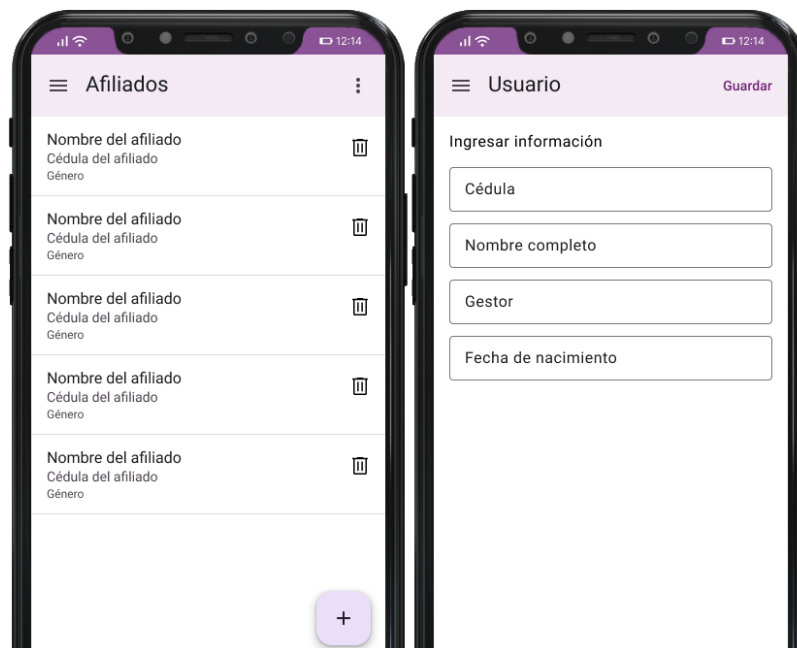 12:14
Afiliados
Nombre del afiliado
Cédula del afiliado
Género
Nombre del afiliado
Cédula del afiliado
Género
Nombre del afiliado
Cédula del afiliado
Género
Nombre del afiliado
Cédula del afiliado
Género
Nombre del afiliado
Cédula del afiliado
Género
+
12:14
Usuario Guardar
Ingresar información
Cédula
Nombre completo
Gestor
Fecha de nacimiento